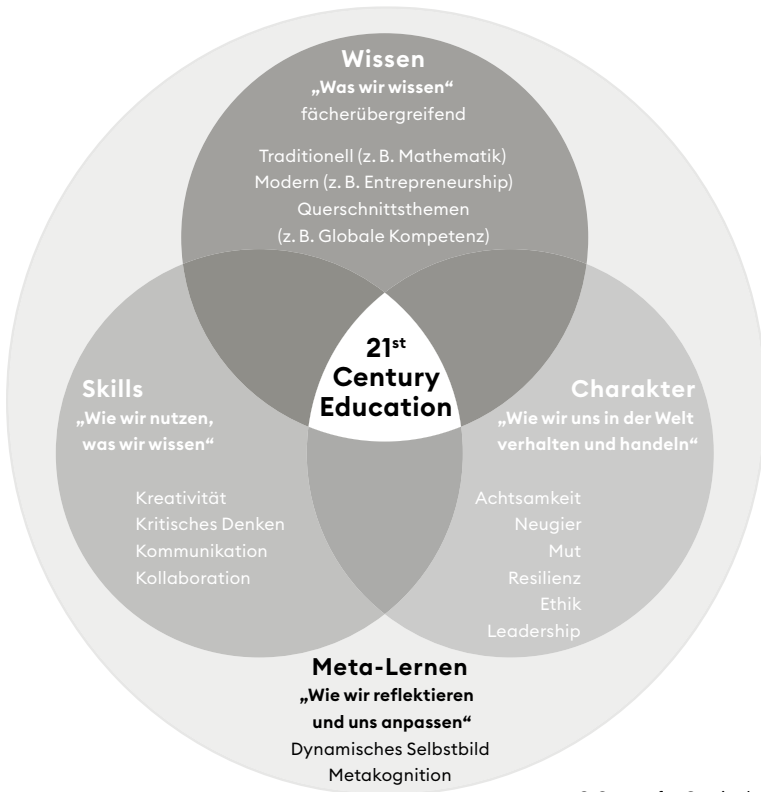 Wissen
„Was wir wissen“
fächerübergreifend
Traditionell (z. B. Mathematik)
Modern (z. B. Entrepreneurship)
Querschnittsthemen
(z. B. Globale Kompetenz)
21st
Century
Education
Skills
„Wie wir nutzen,
was wir wissen“
Kreativität
Kritisches Denken
Kommunikation
Kollaboration
Charakter
„Wie wir uns in der Welt
verhalten und handeln“
Achtsamkeit
Neugier
Mut
Resilienz
Ethik
Leadership
Meta-Lernen
„Wie wir reflektieren
und uns anpassen“
Dynamisches Selbstbild
Metakognition